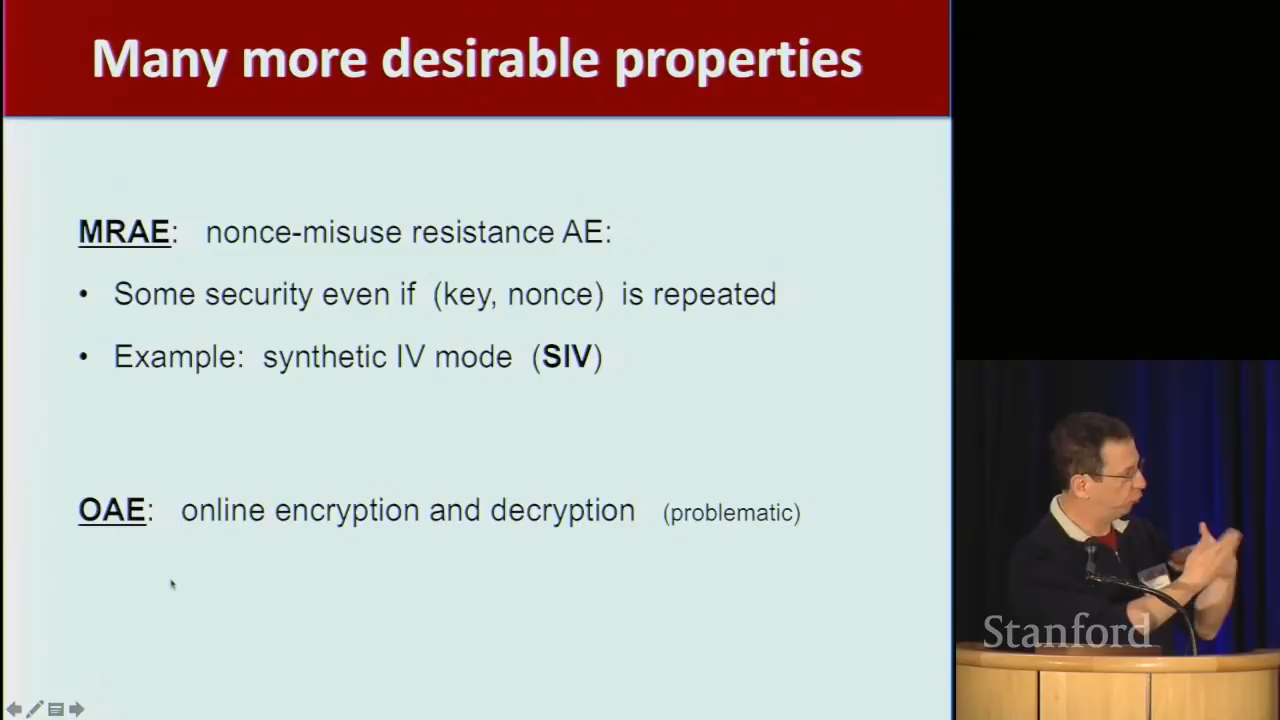 Many more desirable properties
MRAE: nonce-misuse resistance AE:
• Some security even if (key, nonce) is repeated
• Example: synthetic IV mode (SIV)
OAE: online encryption and decryption (problematic)
Stanford